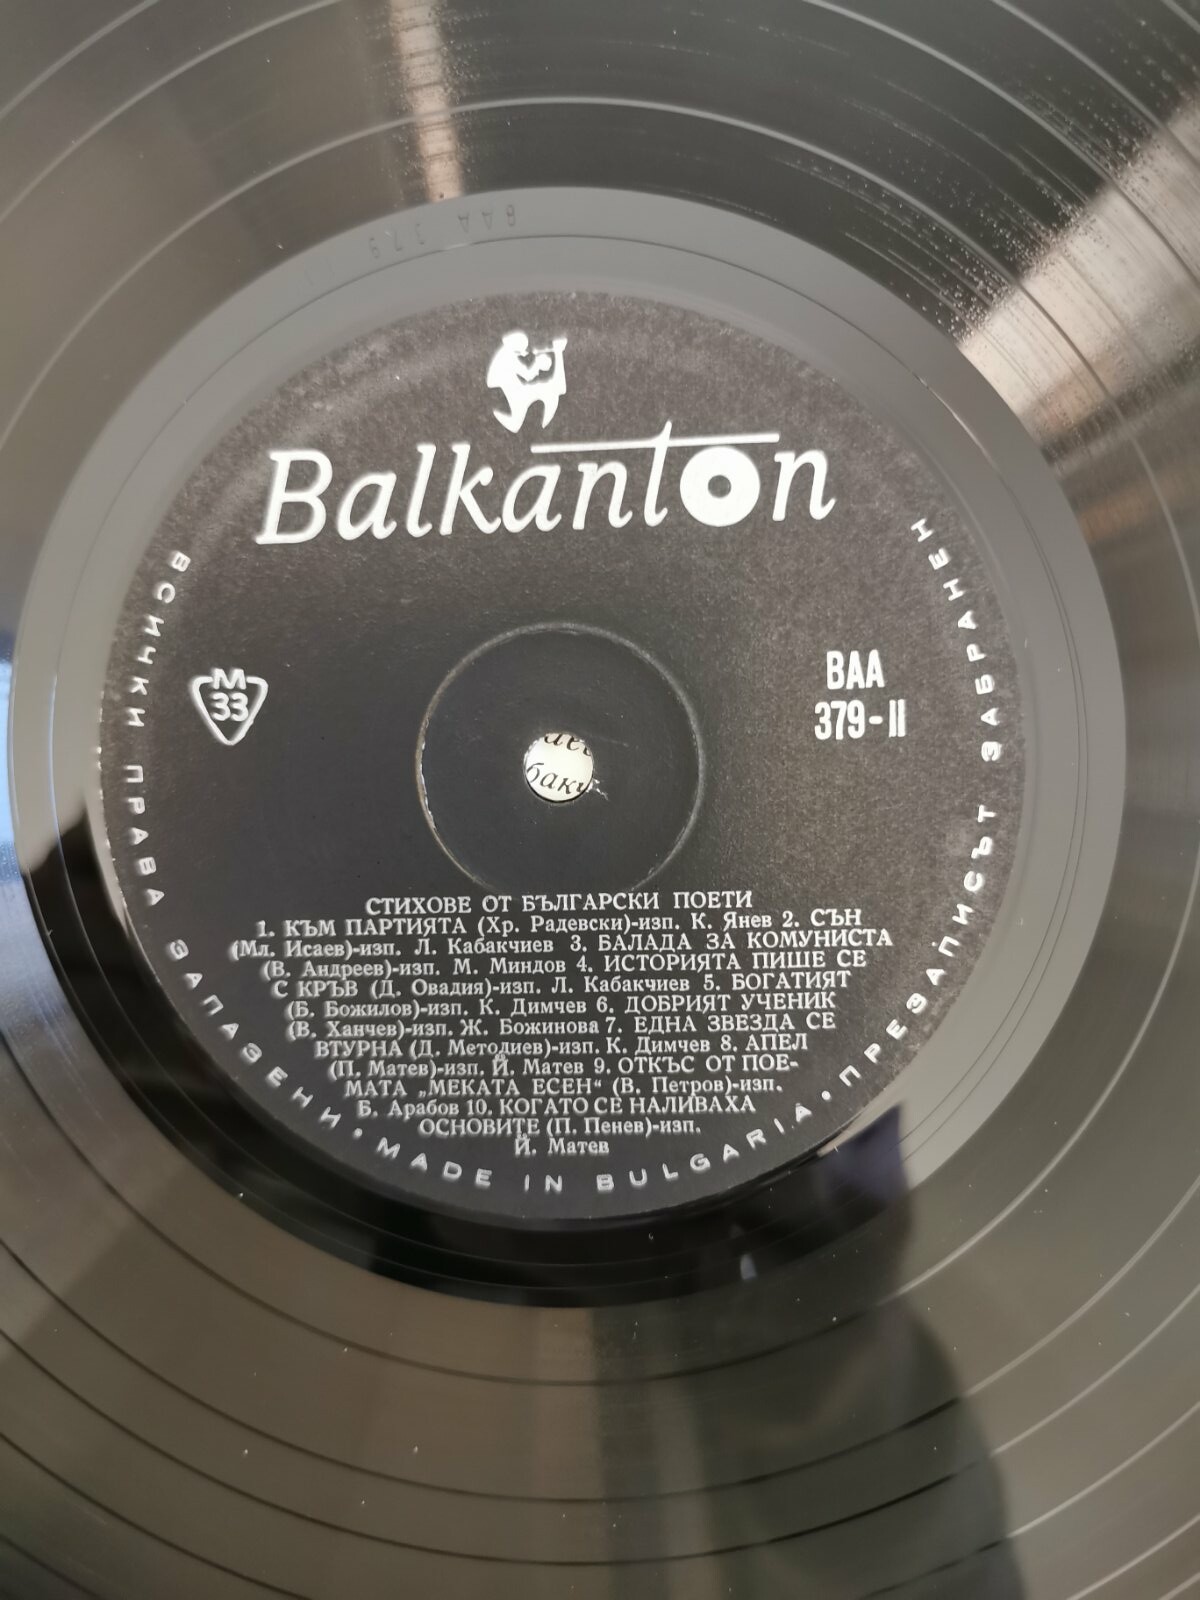 Balkanton
M
33
ВАА
379-II
СТИХОВЕ ОТ БЪЛГАРСКИ ПОЕТИ
1. КЪМ ПАРТИЯТА (Хр. Радевски)-изп. К. Янев 2. СЪН
(Мл. Исаев)-изп. Л. Кабакчиев 3. БАЛАДА ЗА КОМУНИСТА
(В. Андреев)-изп. М. Миндов 4. ИСТОРИЯТА ПИШЕ СЕ
С КРЪВ (Д. Овадия)-изп. Л. Кабакчиев 5. БОГАТИЯТ
(Б. Божилов)-изп. К. Димчев 6. ДОБРИЯТ УЧЕНИК
(В. Ханчев)-изп. Ж. Божинова 7. ЕДНА ЗВЕЗДА СЕ
ВТУРНА (Д. Методиев)-изп. К. Димчев 8. АПЕЛ
(П. Матев)-изп. Й. Матев 9. ОТКЪС ОТ ПОЕ-
МАТА „МЕКАТА ЕСЕН“ (В. Петров)-изп.
Б. Арабов 10. КОГАТО СЕ НАЛИВАХА
ОСНОВИТЕ (П. Пенев)-изп.
Й. Матев
ВСИЧКИ ПРАВА ЗАПАЗЕНИ • MADE IN BULGARIA • ПРЕЗАПИСЪТ ЗАБРАНЕН